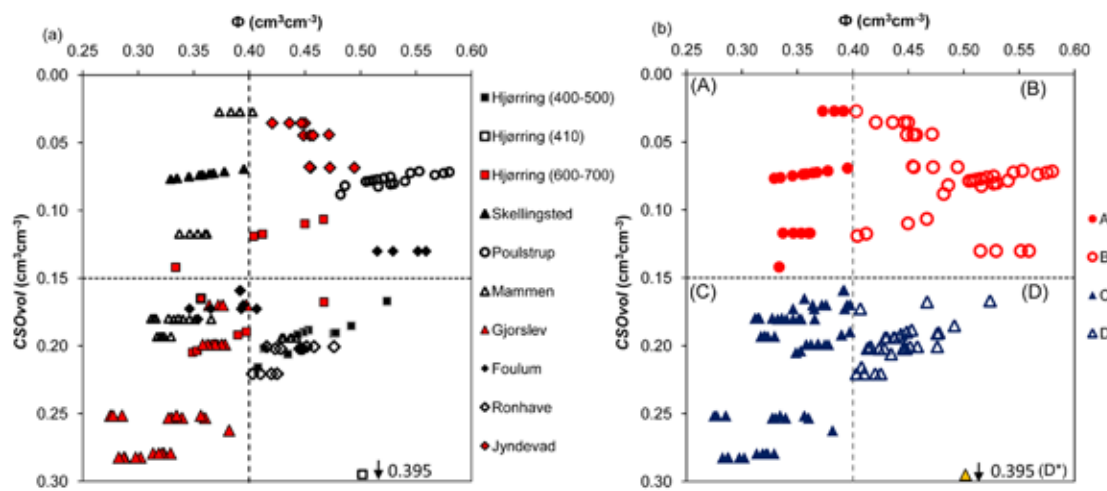 Φ (cm³cm⁻³)
(a)
0.25 0.30 0.35 0.40 0.45 0.50 0.55 0.60
0.00
0.05
0.10
0.15
0.20
0.25
0.30
CSOvol (cm³cm⁻³)
0.395
Hjørring (400-500)
Hjørring (410)
Hjørring (600-700)
Skellingsted
Poulstrup
Mammen
Gjorslev
Foulum
Ronhave
Jyndevad
Φ (cm³cm⁻³)
(b)
0.25 0.30 0.35 0.40 0.45 0.50 0.55 0.60
0.00
0.05
0.10
0.15
0.20
0.25
0.30
CSOvol (cm³cm⁻³)
(A) (B)
(C) (D)
0.395 (D*)
A
B
C
D